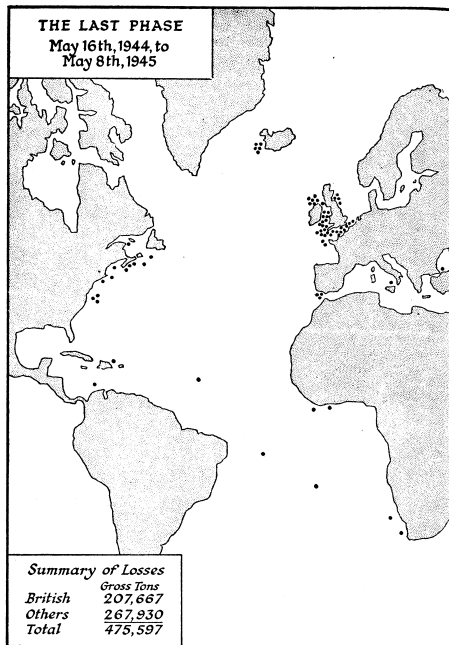 THE LAST PHASE
May 16th, 1944, to
May 8th, 1945
Summary of Losses
Gross Tons
British 207,667
Others 267,930
Total 475,597